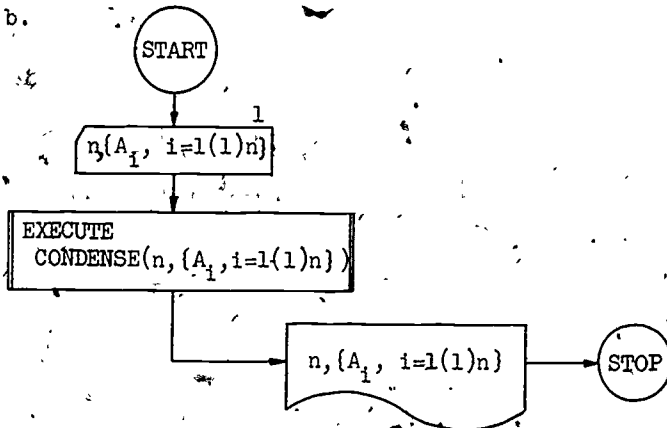 b.
START
1
n,{A_i, i=1(1)n}
EXECUTE
CONDENSE(n,{A_i,i=1(1)n})
n,{A_i, i=1(1)n}
STOP